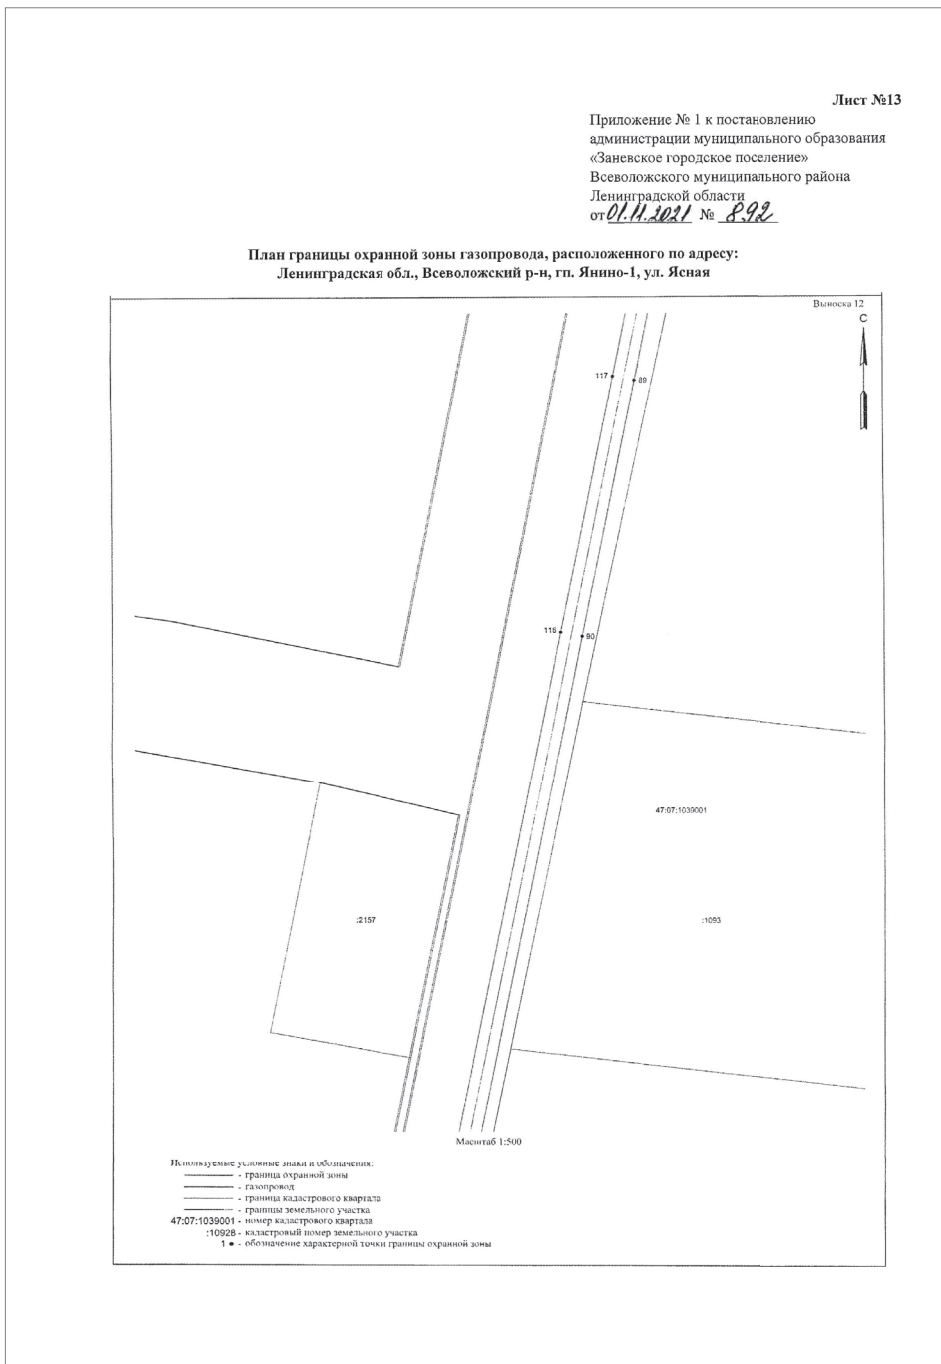 Лист №13
Приложение № 1 к постановлению
администрации муниципального образования
«Заневское городское поселение»
Всеволожского муниципального района
Ленинградской области
от 01.11.2021 № 892
План границы охранной зоны газопровода, расположенного по адресу:
Ленинградская обл., Всеволожский р-н, гп. Янино-1, ул. Ясная
Выноска 12
С
117
89
116
90
47:07:1039001
:2157
:1093
Масштаб 1:500
Используемые условные знаки и обозначения:
- граница охранной зоны
- газопровод
- граница кадастрового квартала
- границы земельного участка
47:07:1039001 - номер кадастрового квартала
:10928 - кадастровый номер земельного участка
1 • - обозначение характерной точки границы охранной зоны